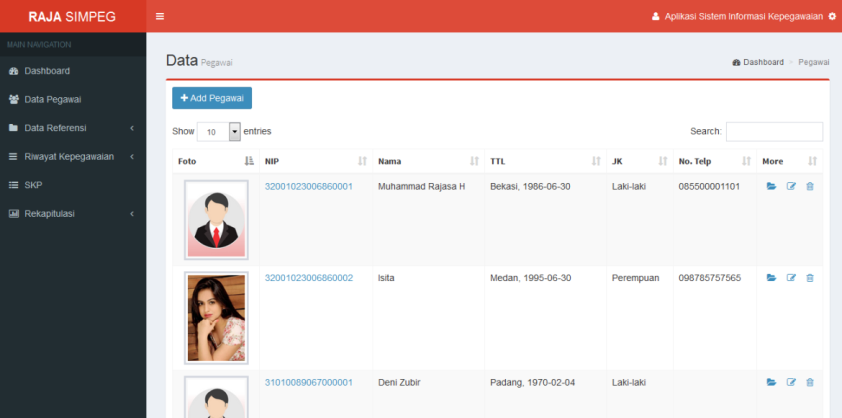 RAJA SIMPEG
Aplikasi Sistem Informasi Kepegawaian
MAIN NAVIGATION
Dashboard
Data Pegawai
Data Referensi
Riwayat Kepegawaian
SKP
Rekapitulasi
Data Pegawai
Dashboard > Pegawai
+ Add Pegawai
Show 10 entries
Search:
Foto NIP Nama TTL JK No. Telp More
32001023006860001 Muhammad Rajasa H Bekasi, 1986-06-30 Laki-laki 085500001101
32001023006860002 Isita Medan, 1995-06-30 Perempuan 098785757565
31010089067000001 Deni Zubir Padang, 1970-02-04 Laki-laki